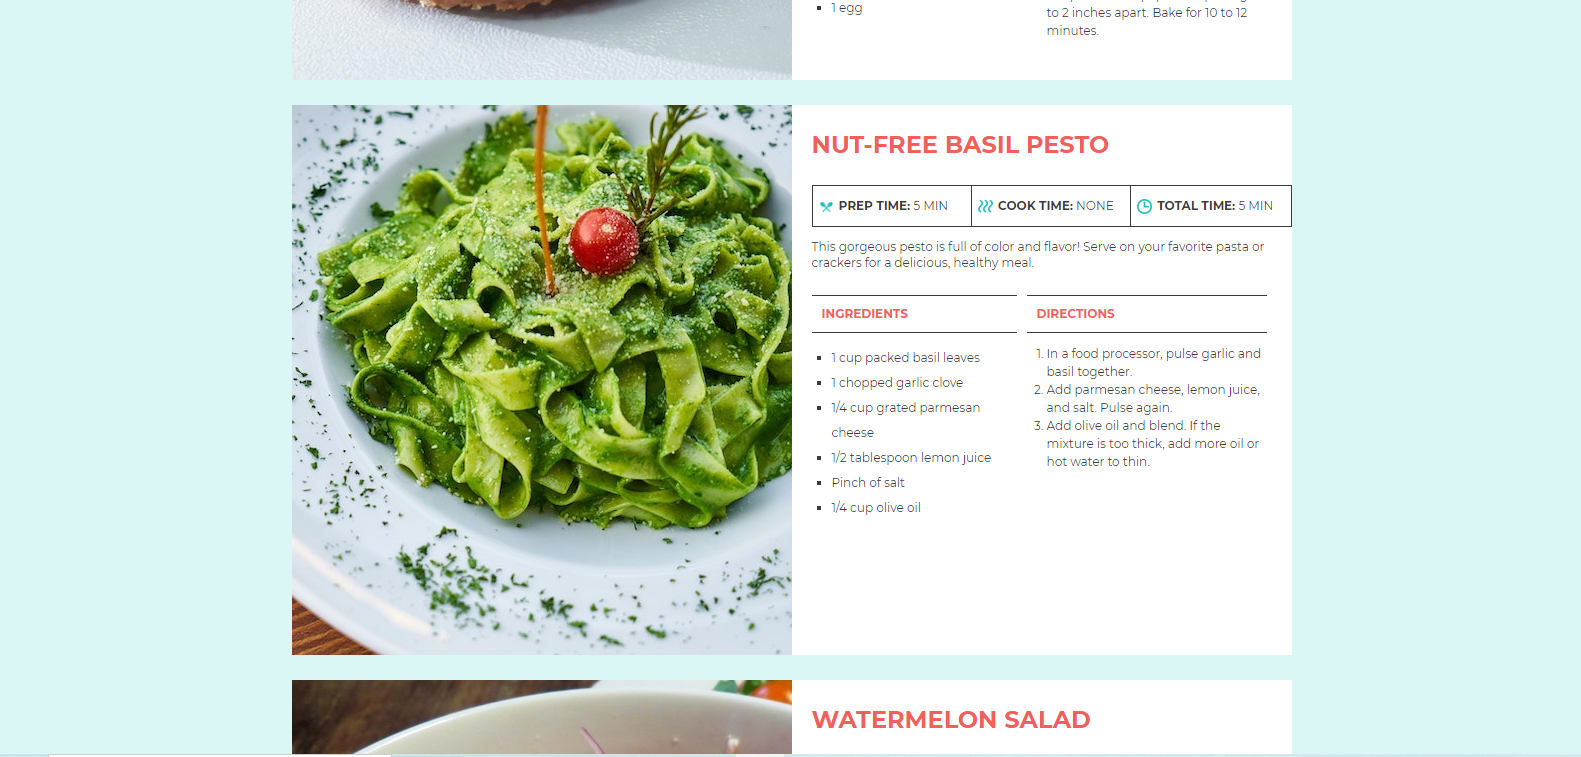 1 egg
to 2 inches apart. Bake for 10 to 12
minutes.
NUT-FREE BASIL PESTO
PREP TIME: 5 MIN
COOK TIME: NONE
TOTAL TIME: 5 MIN
This gorgeous pesto is full of color and flavor! Serve on your favorite pasta or
crackers for a delicious, healthy meal.
INGREDIENTS
1 cup packed basil leaves
1 chopped garlic clove
1/4 cup grated parmesan
cheese
1/2 tablespoon lemon juice
Pinch of salt
1/4 cup olive oil
DIRECTIONS
1. In a food processor, pulse garlic and
basil together.
2. Add parmesan cheese, lemon juice,
and salt. Pulse again.
3. Add olive oil and blend. If the
mixture is too thick, add more oil or
hot water to thin.
WATERMELON SALAD